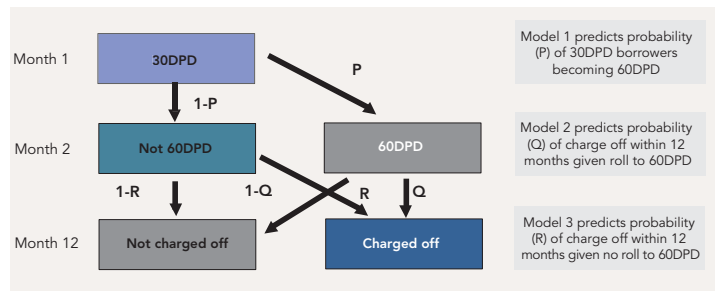 Month 1
30DPD
P
Model 1 predicts probability
(P) of 30DPD borrowers
becoming 60DPD
1-P
Month 2
Not 60DPD
60DPD
Model 2 predicts probability
(Q) of charge off within 12
months given roll to 60DPD
1-R
1-Q
R
Q
Month 12
Not charged off
Charged off
Model 3 predicts probability
(R) of charge off within 12
months given no roll to 60DPD